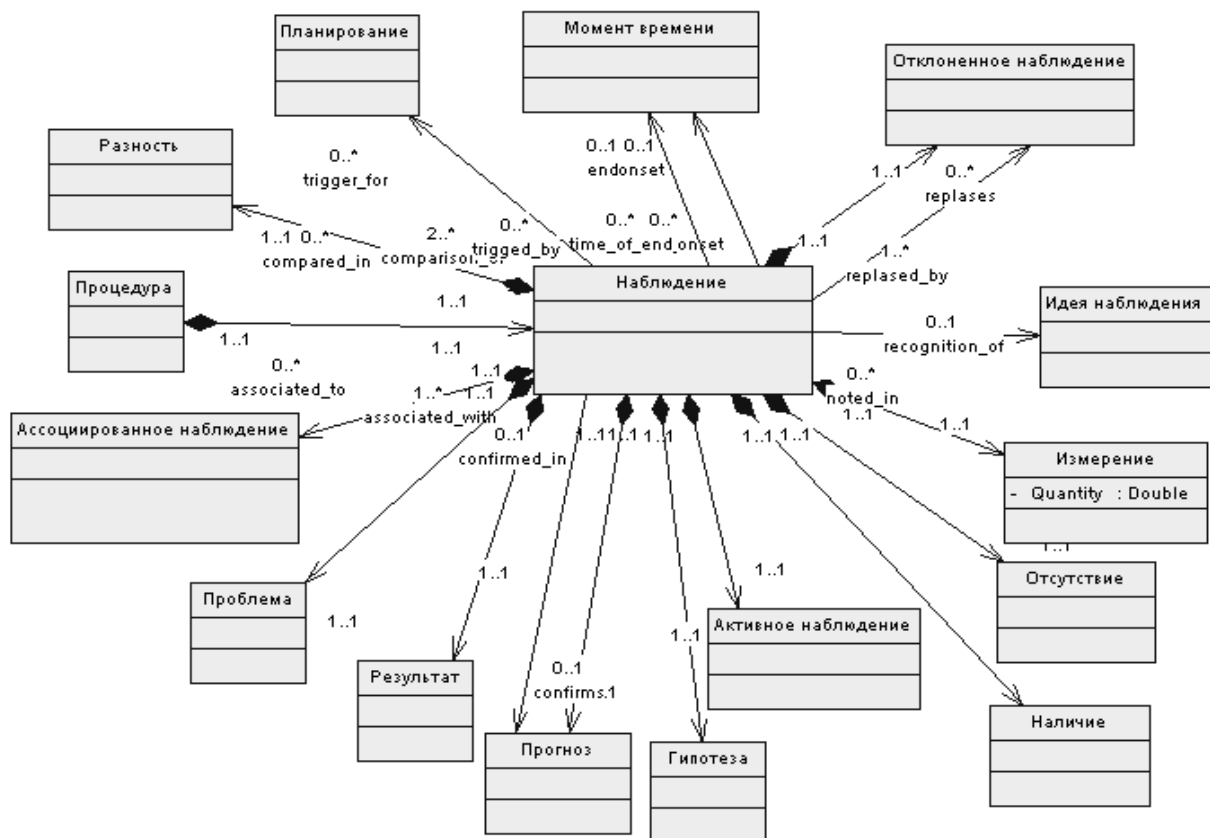 Планирование
Момент времени
Отклоненное наблюдение
Разность
0..*
trigger_for
0..1 0..1
endonset
1..1
0..*
replases
1..1 0..*
compared_in
2..*
0..*
trigged_by
0..* 0..*
time_of_end_onset
1..1
1..*
replased_by
Процедура
1..1
1..1
Наблюдение
Идея наблюдения
0..1
recognition_of
1..1
0..*
associated_to
1..1
1..*
1..1
associated_with
0..*
noted_in
1..1
1..1
Ассоциированное наблюдение
0..1
confirmed_in
1..1
1..1
1..1
1..1
1..1
Измерение
- Quantity : Double
1..1
Отсутствие
Проблема
1..1
1..1
1..1
Активное наблюдение
1..1
Результат
0..1
confirms.1
Наличие
Прогноз
Гипотеза